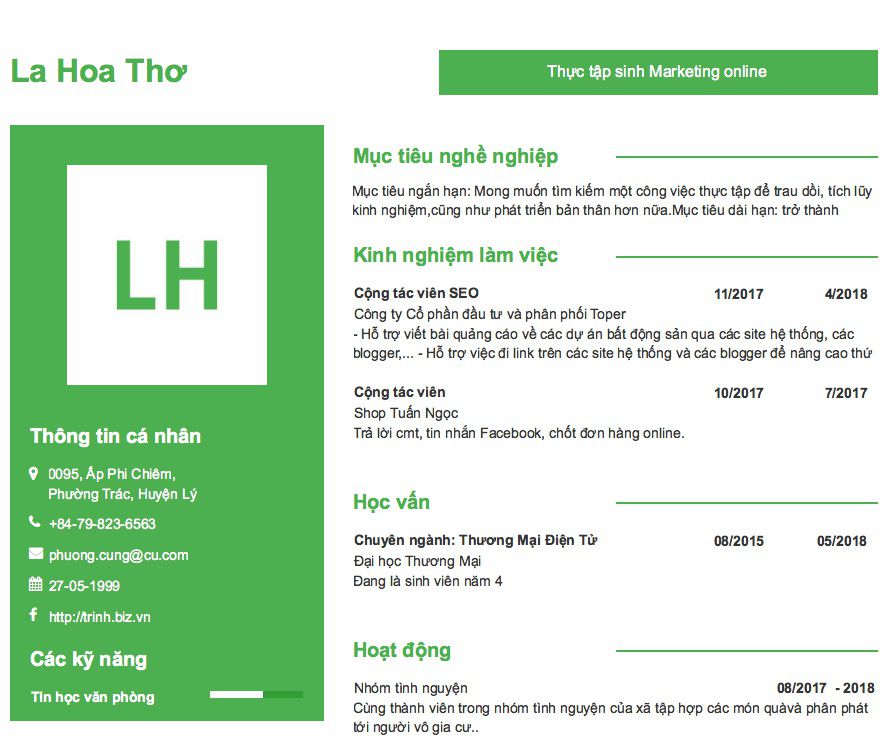 La Hoa Thơ
Thực tập sinh Marketing online
LH
Thông tin cá nhân
0095, Ấp Phi Chiêm,
Phường Trác, Huyện Lý
+84-79-823-6563
phuong.cung@cu.com
27-05-1999
http://trinh.biz.vn
Các kỹ năng
Tin học văn phòng
Mục tiêu nghề nghiệp
Mục tiêu ngắn hạn: Mong muốn tìm kiếm một công việc thực tập để trau dồi, tích lũy
kinh nghiệm,cũng như phát triển bản thân hơn nữa.Mục tiêu dài hạn: trở thành
Kinh nghiệm làm việc
Cộng tác viên SEO 11/2017 4/2018
Công ty Cổ phần đầu tư và phân phối Toper
- Hỗ trợ viết bài quảng cáo về các dự án bất động sản qua các site hệ thống, các
blogger,... - Hỗ trợ việc đi link trên các site hệ thống và các blogger để nâng cao thứ
Cộng tác viên 10/2017 7/2017
Shop Tuấn Ngọc
Trả lời cmt, tin nhắn Facebook, chốt đơn hàng online.
Học vấn
Chuyên ngành: Thương Mại Điện Tử 08/2015 05/2018
Đại học Thương Mại
Đang là sinh viên năm 4
Hoạt động
Nhóm tình nguyện 08/2017 - 2018
Cùng thành viên trong nhóm tình nguyện của xã tập hợp các món quàvà phân phát
tới người vô gia cư..